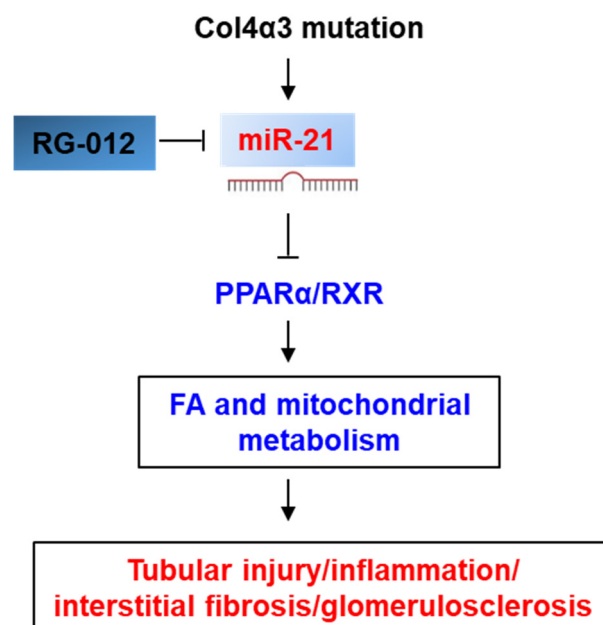 Col4α3 mutation
RG-012
miR-21
PPARα/RXR
FA and mitochondrial
metabolism
Tubular injury/inflammation/
interstitial fibrosis/glomerulosclerosis